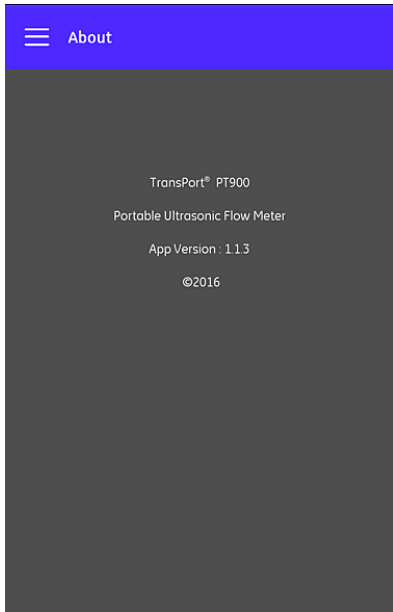 About
TransPort® PT900
Portable Ultrasonic Flow Meter
App Version : 1.1.3
©2016